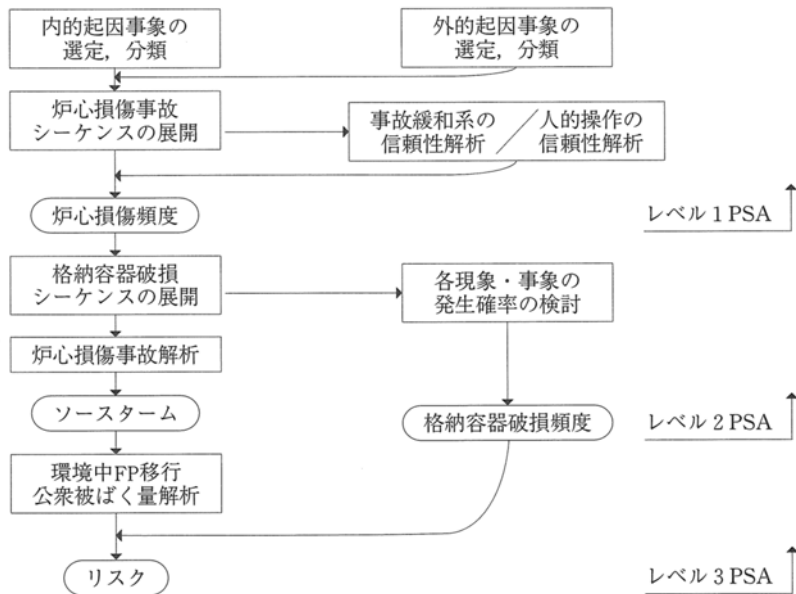 内的起因事象の
選定，分類
外的起因事象の
選定，分類
炉心損傷事故
シーケンスの展開
事故緩和系の
信頼性解析
人的操作の
信頼性解析
炉心損傷頻度
レベル 1 PSA
格納容器破損
シーケンスの展開
各現象・事象の
発生確率の検討
炉心損傷事故解析
ソースターム
格納容器破損頻度
レベル 2 PSA
環境中FP移行
公衆被ばく量解析
リスク
レベル 3 PSA